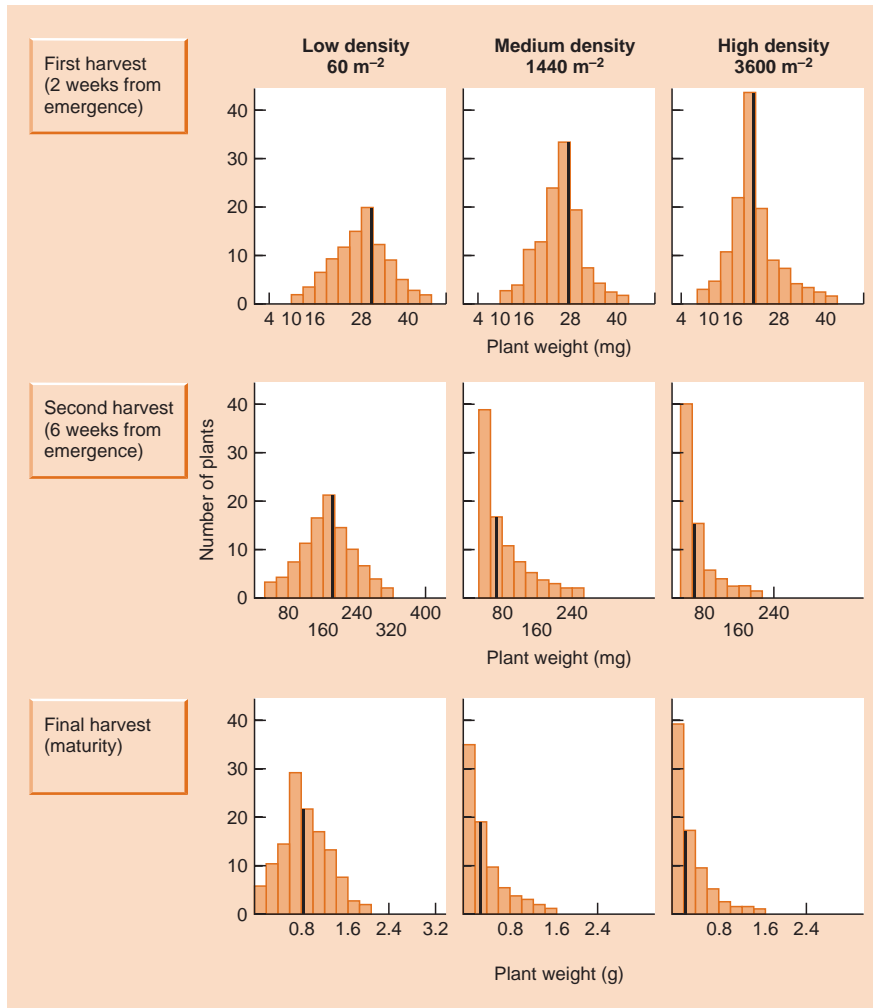 Low density
60 m⁻²
Medium density
1440 m⁻²
High density
3600 m⁻²
First harvest
(2 weeks from
emergence)
40
30
20
10
0
4 10 16 28 40
4 10 16 28 40
4 10 16 28 40
Plant weight (mg)
Second harvest
(6 weeks from
emergence)
Number of plants
40
30
20
10
0
80 240 400
160 320
80 240
160
80 240
160
Plant weight (mg)
Final harvest
(maturity)
40
30
20
10
0
0.8 1.6 2.4 3.2
0.8 1.6 2.4
0.8 1.6 2.4
Plant weight (g)